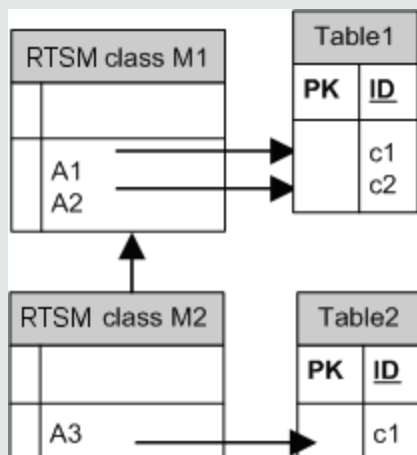 RTSM class M1
A1
A2
Table1
PK ID
c1
c2
RTSM class M2
A3
Table2
PK ID
c1